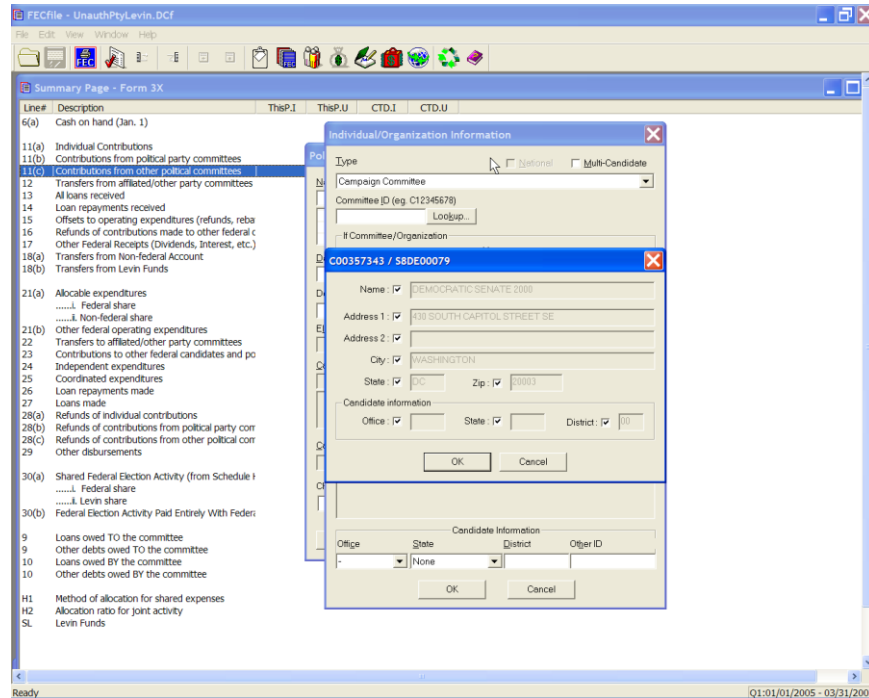 FECfile - UnauthPtyLevin.DCf
File Edit View Window Help
FEC
FEC
Summary Page - Form 3X
Line# Description ThisP.I ThisP.U CTD.I CTD.U
6(a) Cash on hand (Jan. 1)
11(a) Individual Contributions
11(b) Contributions from political party committees
11(c) Contributions from other political committees
12 Transfers from affiliated/other party committees
13 All loans received
14 Loan repayments received
15 Offsets to operating expenditures (refunds, reba
16 Refunds of contributions made to other federal c
17 Other Federal Receipts (Dividends, Interest, etc.)
18(a) Transfers from Non-federal Account
18(b) Transfers from Levin Funds
21(a) Allocable expenditures
......i. Federal share
......ii. Non-federal share
21(b) Other federal operating expenditures
22 Transfers to affiliated/other party committees
23 Contributions to other federal candidates and po
24 Independent expenditures
25 Coordinated expenditures
26 Loan repayments made
27 Loans made
28(a) Refunds of individual contributions
28(b) Refunds of contributions from political party com
28(c) Refunds of contributions from other political com
29 Other disbursements
30(a) Shared Federal Election Activity (from Schedule H
......i. Federal share
......ii. Levin share
30(b) Federal Election Activity Paid Entirely With Federa
9 Loans owed TO the committee
9 Other debts owed TO the committee
10 Loans owed BY the committee
10 Other debts owed BY the committee
H1 Method of allocation for shared expenses
H2 Allocation ratio for joint activity
SL Levin Funds
Pol
Individual/Organization Information
Type National Multi-Candidate
Campaign Committee
Committee ID (eg. C12345678)
Lookup...
If Committee/Organization
C00357343 / S8DE00079
Name : DEMOCRATIC SENATE 2000
Address 1 : 430 SOUTH CAPITOL STREET SE
Address 2 :
City : WASHINGTON
State : DC Zip : 20003
Candidate information
Office : State : District : 00
OK Cancel
Candidate Information
Office State District Other ID
- None
OK Cancel
Ready Q1:01/01/2005 - 03/31/200